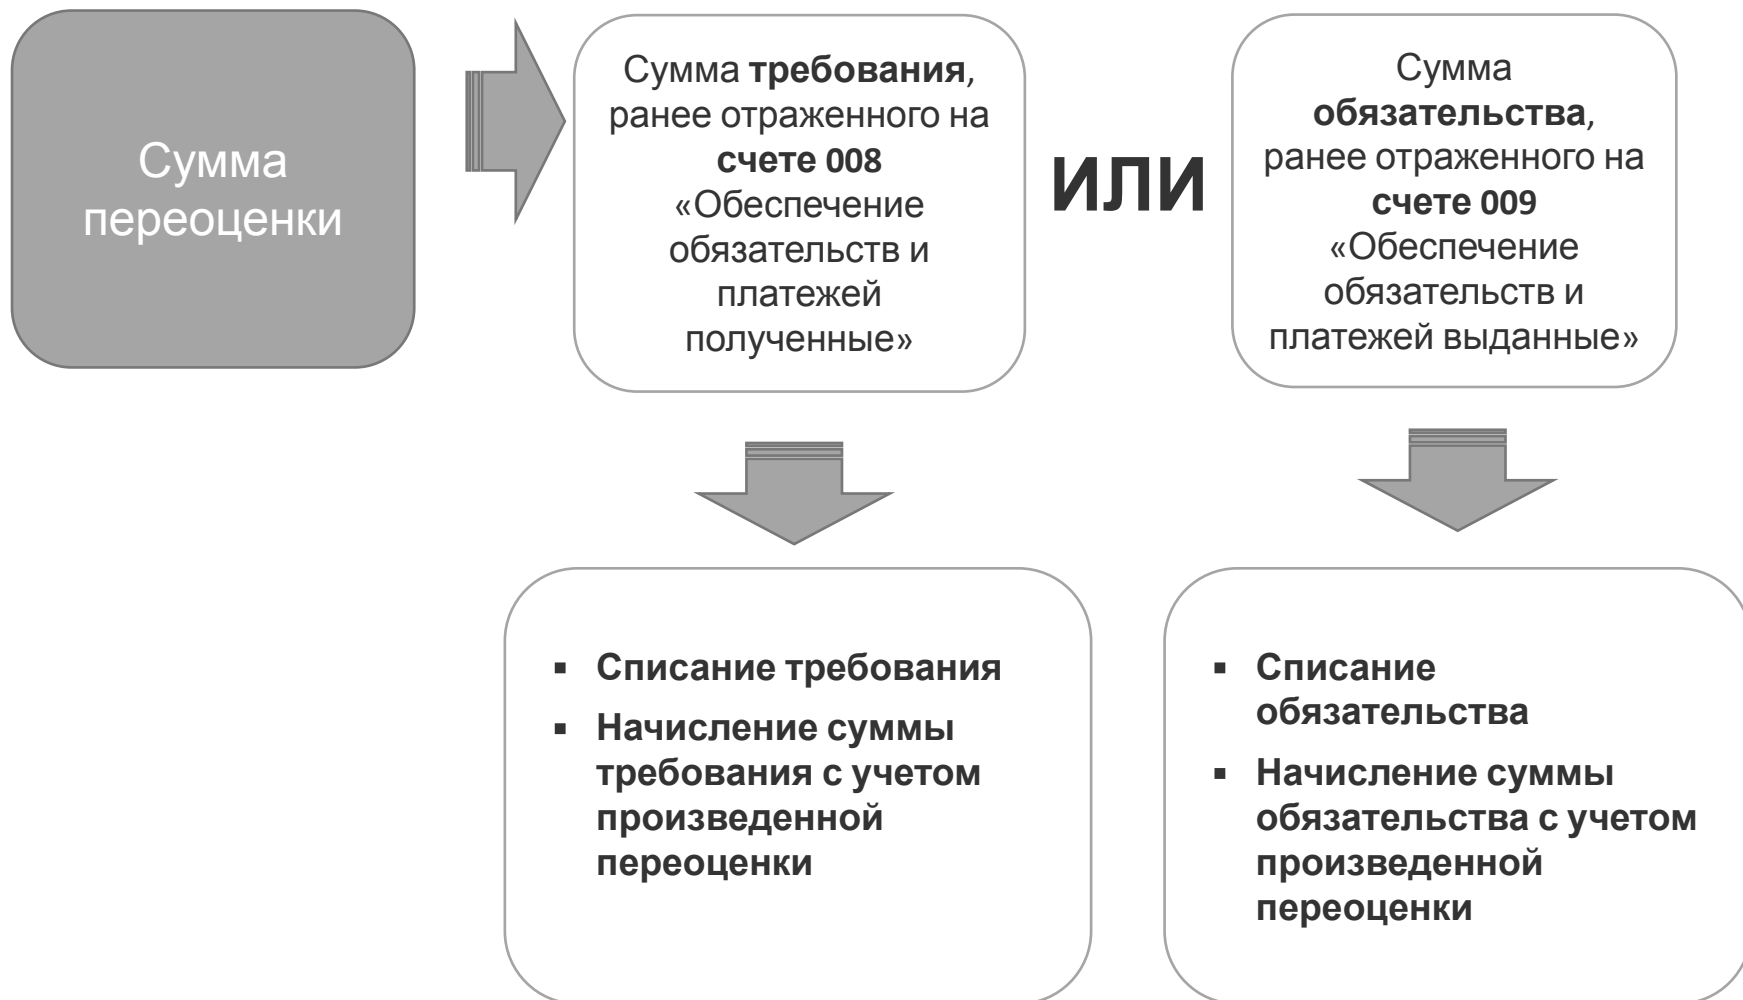 Сумма
переоценки
Сумма требования,
ранее отраженного на
счете 008
«Обеспечение
обязательств и
платежей
полученные»
ИЛИ
Сумма
обязательства,
ранее отраженного на
счете 009
«Обеспечение
обязательств и
платежей выданные»
▪ Списание требования
▪ Начисление суммы
требования с учетом
произведенной
переоценки
▪ Списание
обязательства
▪ Начисление суммы
обязательства с учетом
произведенной
переоценки